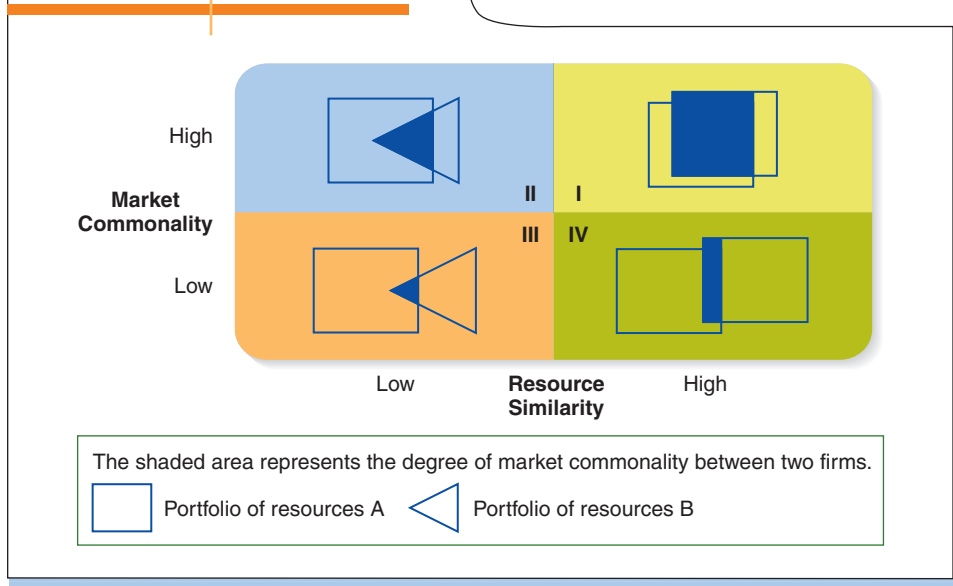 High
Market
Commonality
Low
II
I
III
IV
Low
Resource
Similarity
High
The shaded area represents the degree of market commonality between two firms.
Portfolio of resources A
Portfolio of resources B